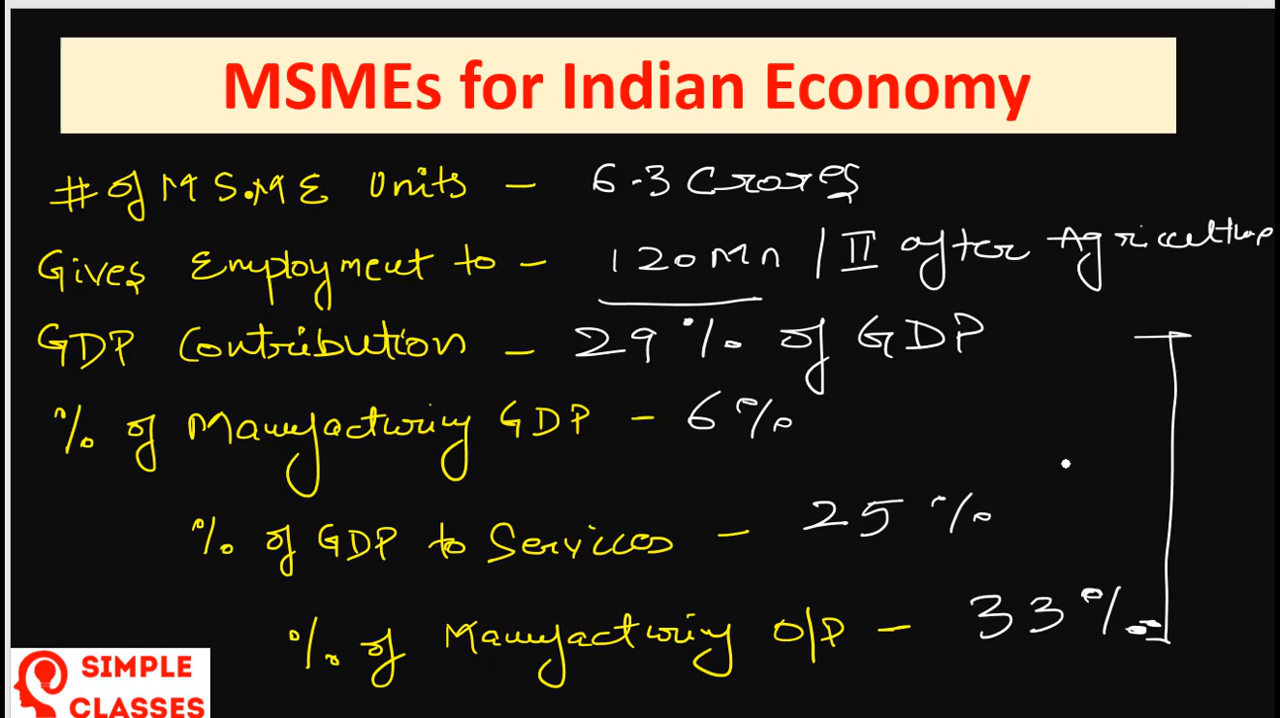 MSMEs for Indian Economy
# of M S.M E Units - 6.3 Crores
Gives Employment to - 120 Mn / II after Agriculture
GDP Contribution - 29% of GDP
% of Manufacturing GDP - 6%
% of GDP to Services - 25%
% of Manufacturing O/P - 33%
SIMPLE
CLASSES